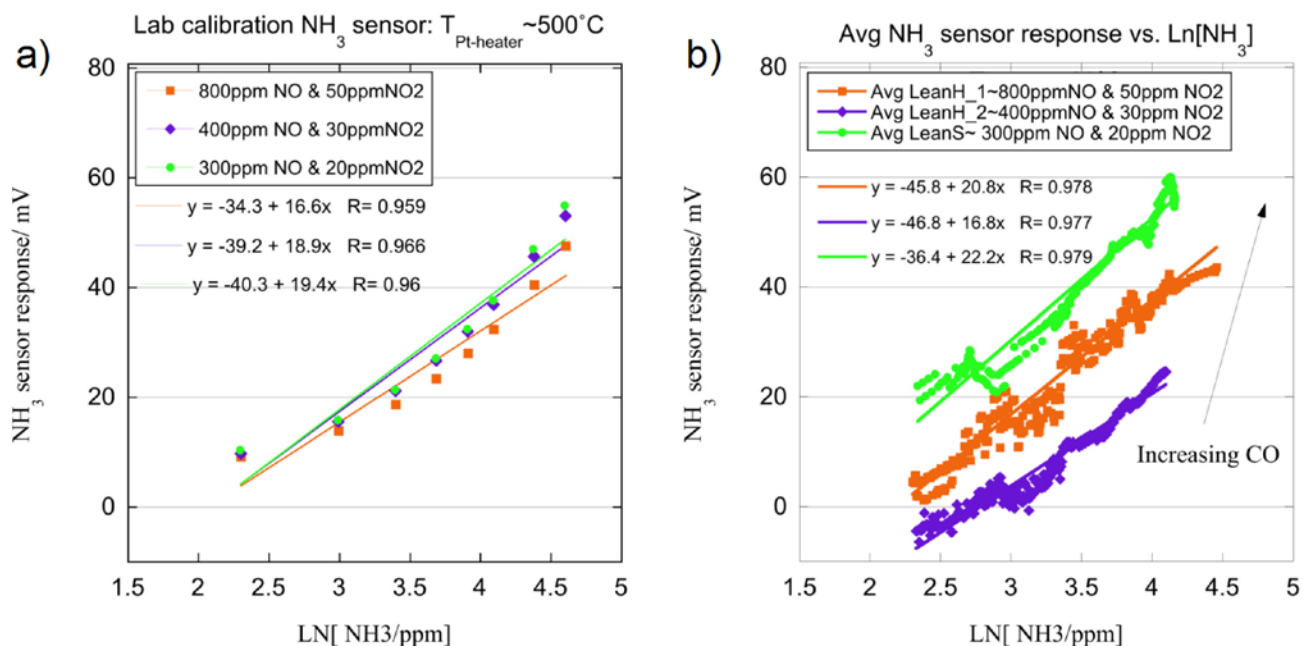 a)
Lab calibration NH3 sensor: TPt-heater ~500°C
800ppm NO & 50ppmNO2
400ppm NO & 30ppmNO2
300ppm NO & 20ppmNO2
y = -34.3 + 16.6x R= 0.959
y = -39.2 + 18.9x R= 0.966
y = -40.3 + 19.4x R= 0.96
NH3 sensor response/ mV
80
60
40
20
0
1.5 2 2.5 3 3.5 4 4.5 5
LN[ NH3/ppm]
b)
Avg NH3 sensor response vs. Ln[NH3]
Avg LeanH_1~800ppmNO & 50ppm NO2
Avg LeanH_2~400ppmNO & 30ppm NO2
Avg LeanS~ 300ppm NO & 20ppm NO2
y = -45.8 + 20.8x R= 0.978
y = -46.8 + 16.8x R= 0.977
y = -36.4 + 22.2x R= 0.979
Increasing CO
NH3 sensor response/ mV
80
60
40
20
0
1.5 2 2.5 3 3.5 4 4.5 5
LN[ NH3/ppm]